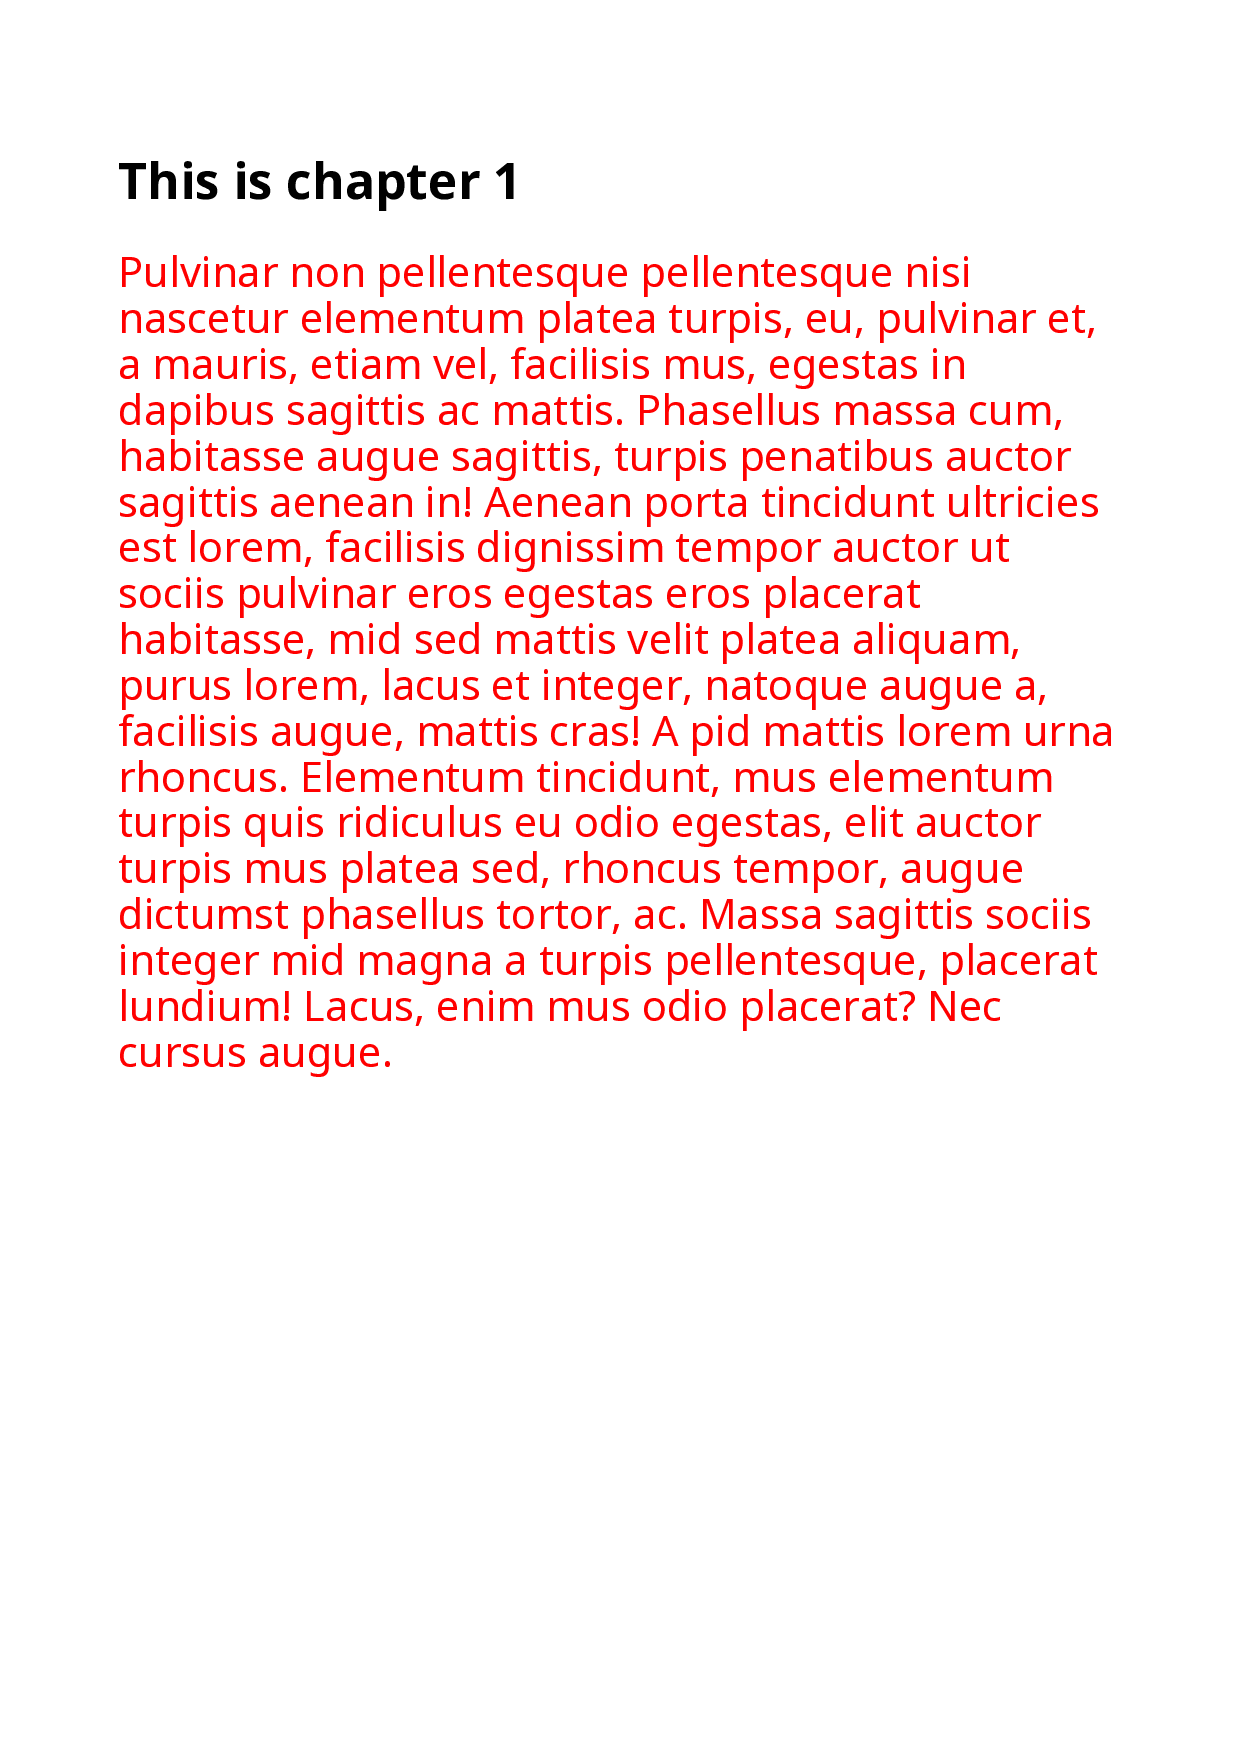 This is chapter 1
Pulvinar non pellentesque pellentesque nisi
nascetur elementum platea turpis, eu, pulvinar et,
a mauris, etiam vel, facilisis mus, egestas in
dapibus sagittis ac mattis. Phasellus massa cum,
habitasse augue sagittis, turpis penatibus auctor
sagittis aenean in! Aenean porta tincidunt ultricies
est lorem, facilisis dignissim tempor auctor ut
sociis pulvinar eros egestas eros placerat
habitasse, mid sed mattis velit platea aliquam,
purus lorem, lacus et integer, natoque augue a,
facilisis augue, mattis cras! A pid mattis lorem urna
rhoncus. Elementum tincidunt, mus elementum
turpis quis ridiculus eu odio egestas, elit auctor
turpis mus platea sed, rhoncus tempor, augue
dictumst phasellus tortor, ac. Massa sagittis sociis
integer mid magna a turpis pellentesque, placerat
lundium! Lacus, enim mus odio placerat? Nec
cursus augue.